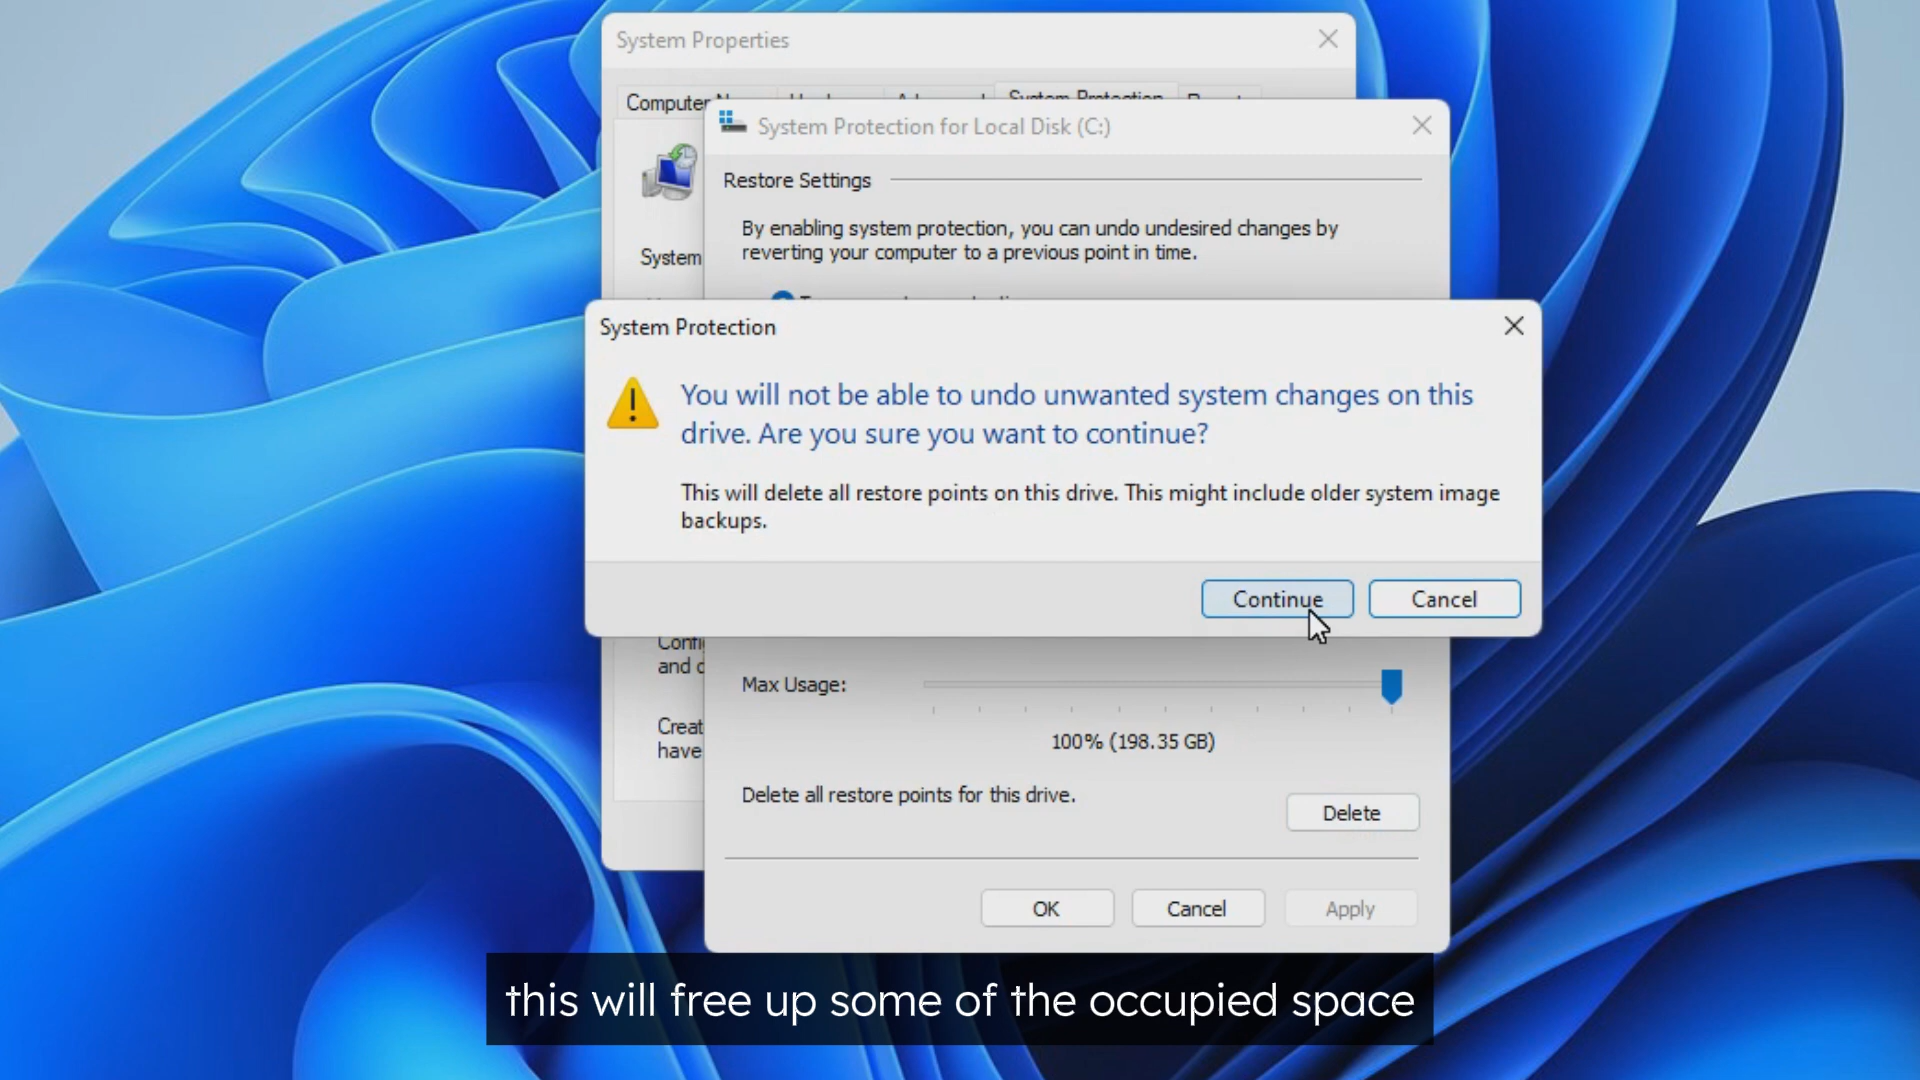 System Properties
Computer
System Protection
System Protection for Local Disk (C:)
Restore Settings
By enabling system protection, you can undo undesired changes by
reverting your computer to a previous point in time.
System
System Protection
You will not be able to undo unwanted system changes on this
drive. Are you sure you want to continue?
This will delete all restore points on this drive. This might include older system image
backups.
Continue
Cancel
and
Max Usage:
100% (198.35 GB)
have
Delete all restore points for this drive.
Delete
OK
Cancel
Apply
this will free up some of the occupied space